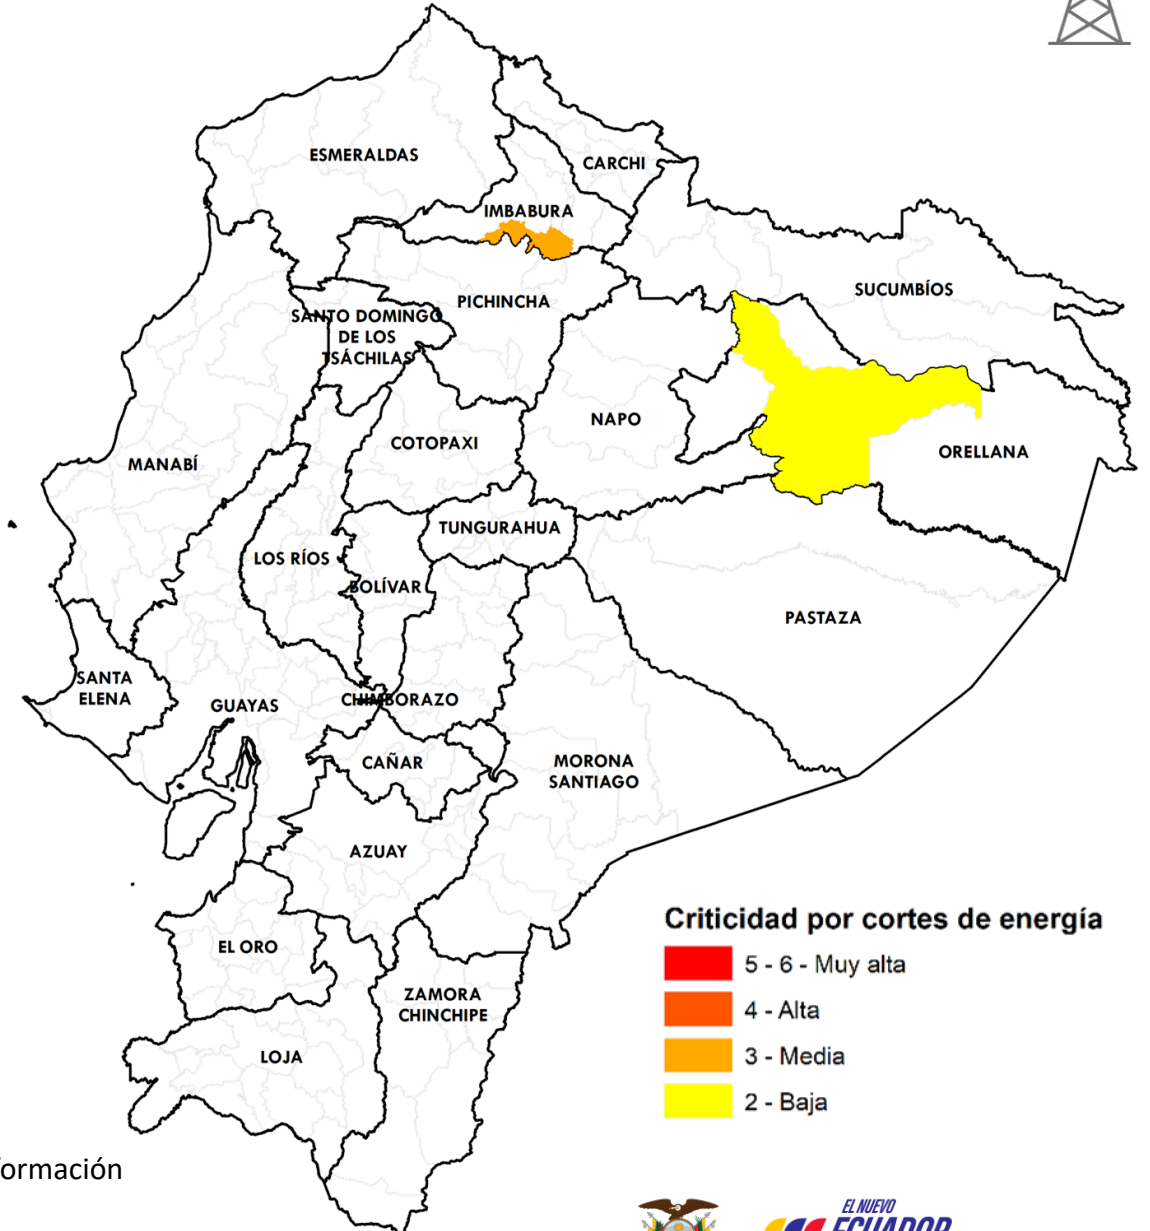 ESMERALDAS
CARCHI
IMBABURA
SUCUMBÍOS
PICHINCHA
SANTO DOMINGO
DE LOS
TSÁCHILAS
NAPO
COTOPAXI
ORELLANA
MANABÍ
TUNGURAHUA
LOS RÍOS
BOLÍVAR
PASTAZA
SANTA
ELENA
GUAYAS
CHIMBORAZO
CAÑAR
MORONA
SANTIAGO
AZUAY
EL ORO
ZAMORA
CHINCHIPE
LOJA
Criticidad por cortes de energía
5 - 6 - Muy alta
4 - Alta
3 - Media
2 - Baja
formación
EL NUEVO
ECUADOR